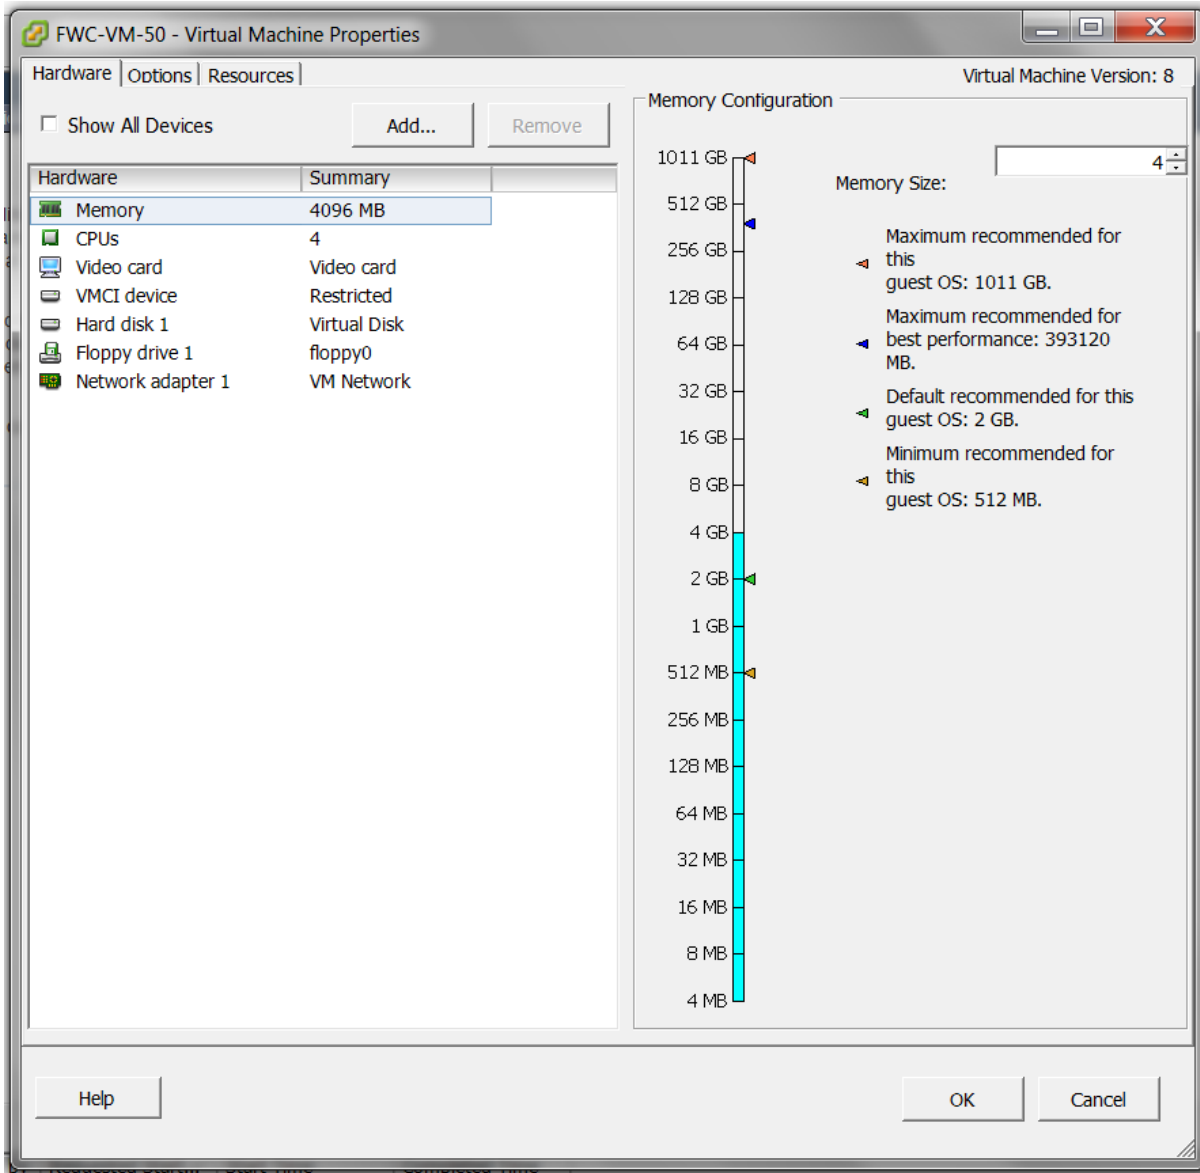 FWC-VM-50 - Virtual Machine Properties
Hardware Options Resources
Virtual Machine Version: 8
Show All Devices
Add...
Remove
Hardware Summary
Memory 4096 MB
CPUs 4
Video card Video card
VMCI device Restricted
Hard disk 1 Virtual Disk
Floppy drive 1 floppy0
Network adapter 1 VM Network
Memory Configuration
1011 GB
512 GB
256 GB
128 GB
64 GB
32 GB
16 GB
8 GB
4 GB
2 GB
1 GB
512 MB
256 MB
128 MB
64 MB
32 MB
16 MB
8 MB
4 MB
Memory Size:
4
Maximum recommended for
this
guest OS: 1011 GB.
Maximum recommended for
best performance: 393120
MB.
Default recommended for this
guest OS: 2 GB.
Minimum recommended for
this
guest OS: 512 MB.
Help
OK
Cancel